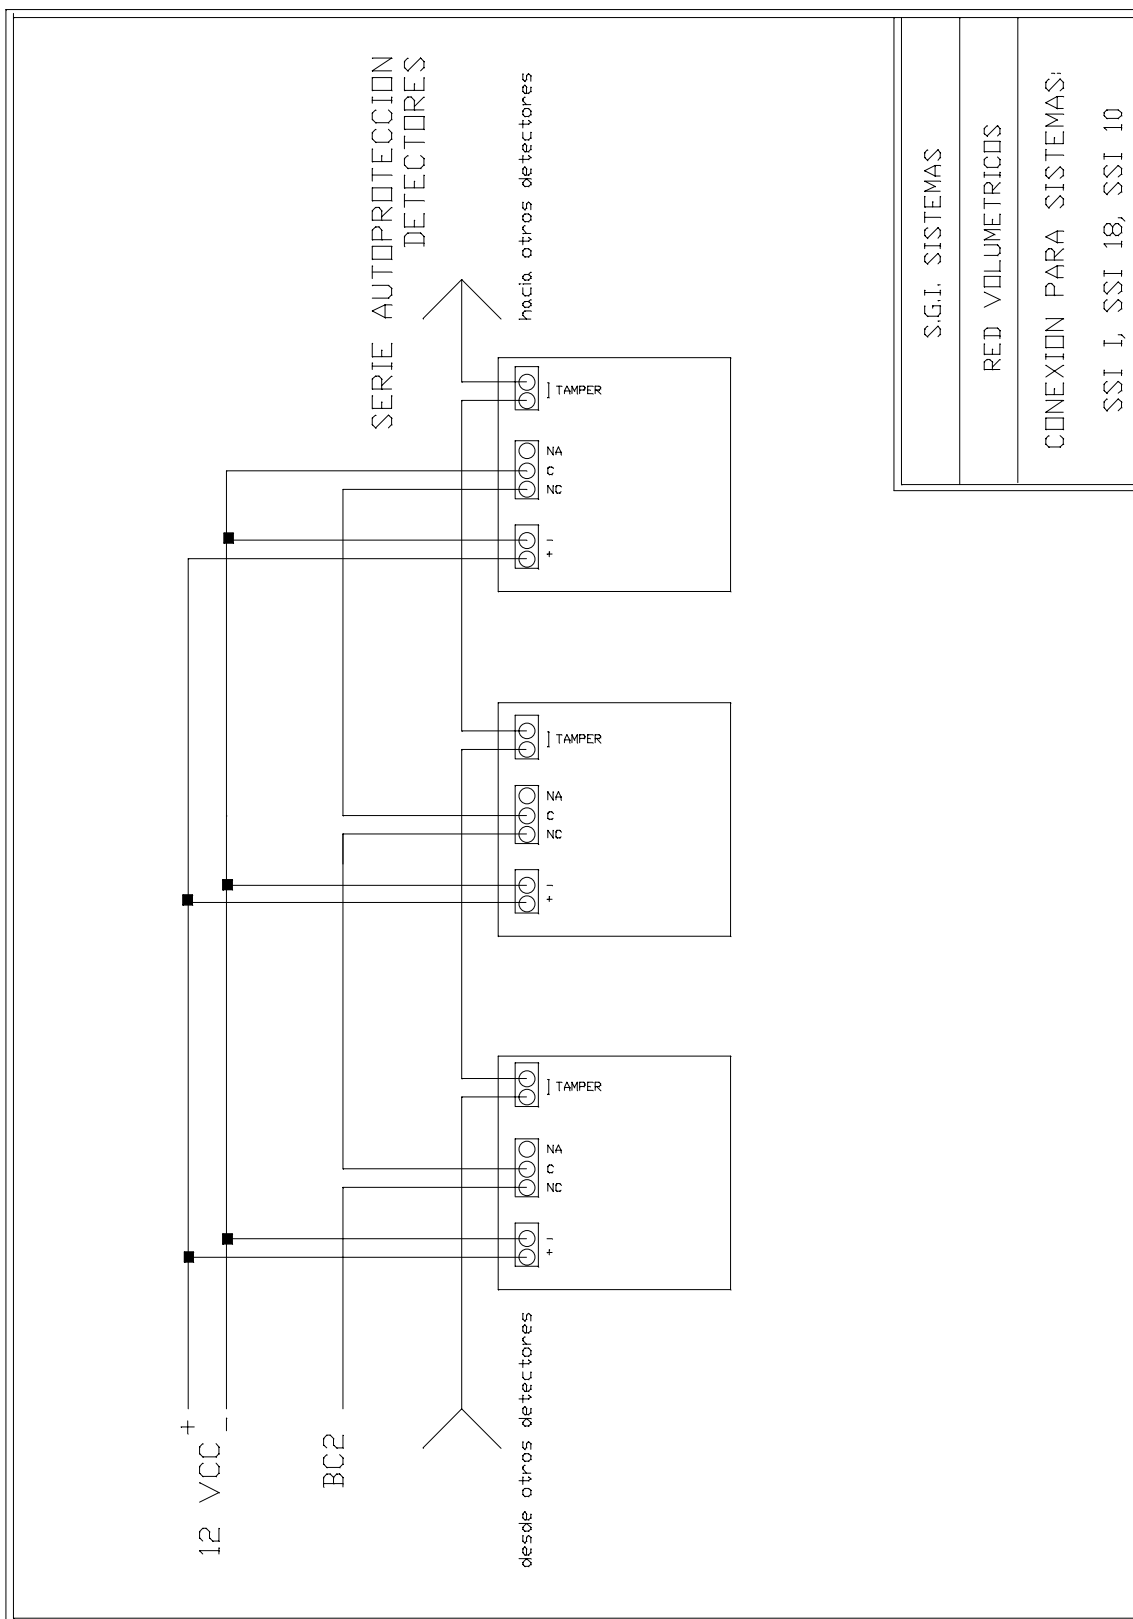 SERIE AUTOPROTECCION
DETECTORES
hacia otros detectores
TAMPER
NA
C
NC
-
+
TAMPER
NA
C
NC
-
+
TAMPER
NA
C
NC
-
+
desde otros detectores
12 VCC
+
-
BC2
S.G.I. SISTEMAS
RED VOLUMETRICOS
CONEXION PARA SISTEMAS:
SSI I, SSI 18, SSI 10